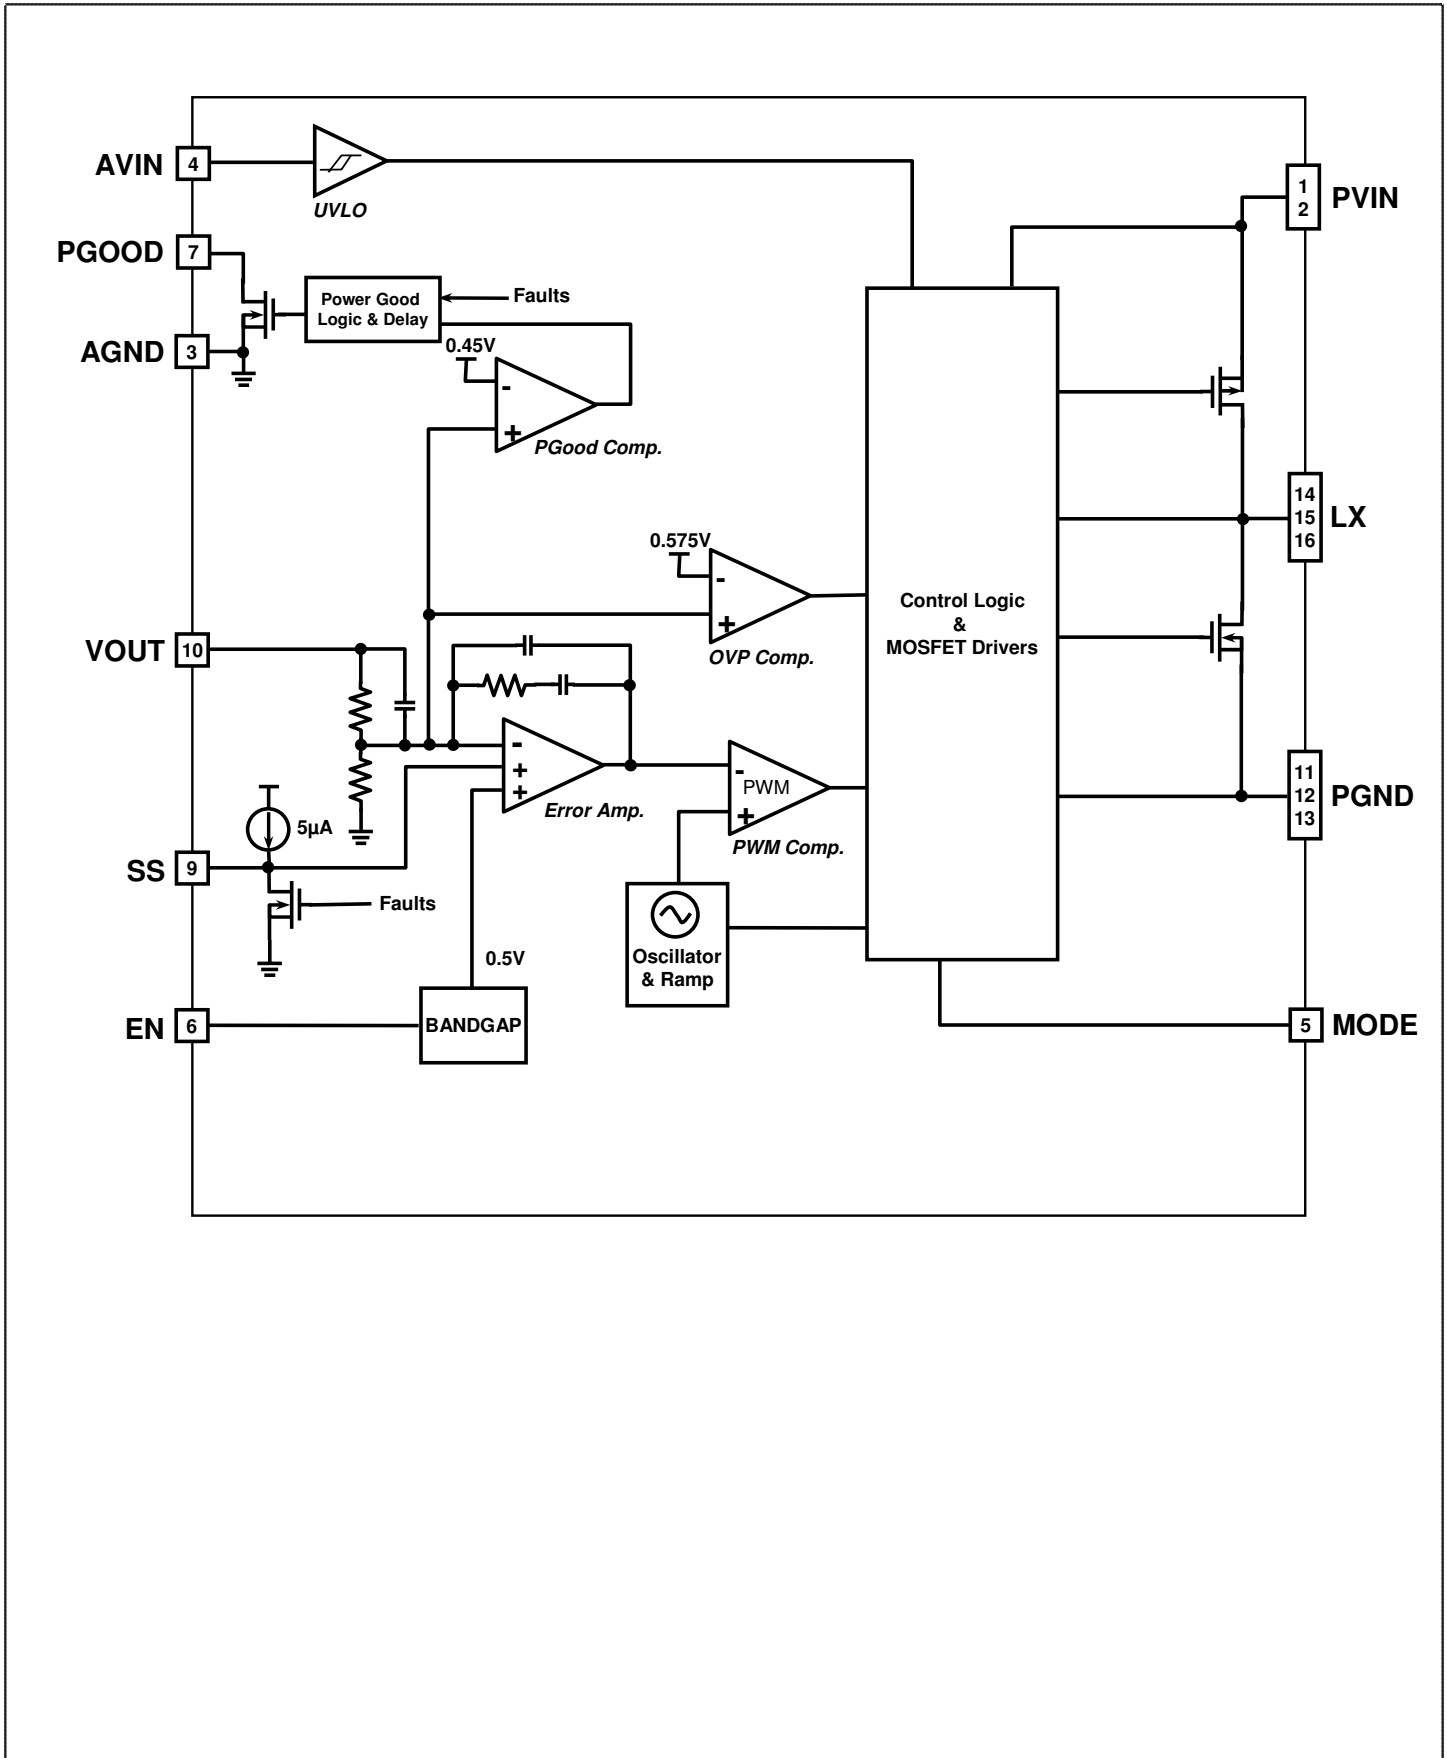 AVIN
4
UVLO
PGOOD
7
Power Good
Logic & Delay
Faults
AGND
3
0.45V
-
+
PGood Comp.
PVIN
1
2
14
15
16
LX
0.575V
-
+
OVP Comp.
Control Logic
&
MOSFET Drivers
VOUT
10
-
+
+
Error Amp.
-
PWM
+
PWM Comp.
11
12
13
PGND
5µA
SS
9
Faults
Oscillator
& Ramp
0.5V
EN
6
BANDGAP
5
MODE